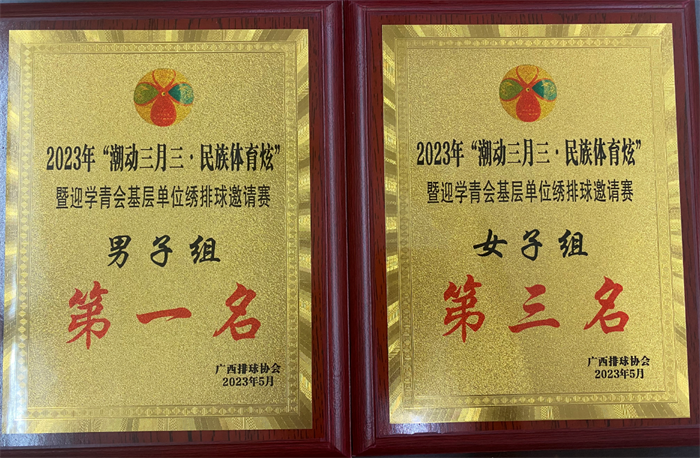 2023年“潮动三月三·民族体育炫”
暨迎学青会基层单位绣排球邀请赛
男子组
第一名
广西排球协会
2023年5月
2023年“潮动三月三·民族体育炫”
暨迎学青会基层单位绣排球邀请赛
女子组
第三名
广西排球协会
2023年5月